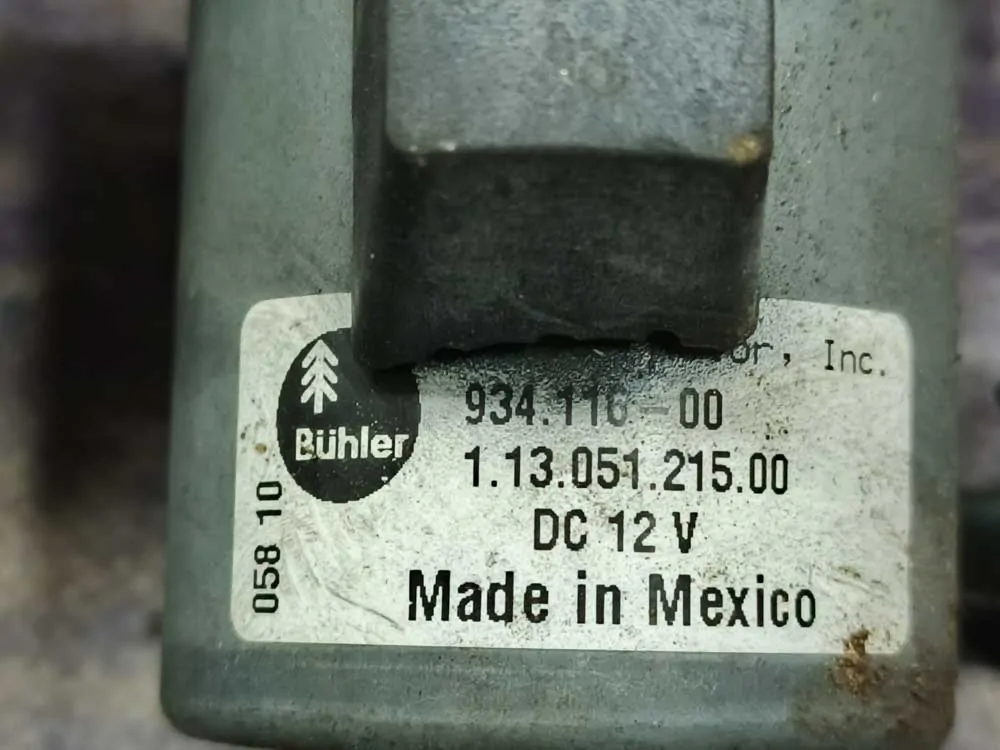 Bühler
Inc.
934.116-00
1.13.051.215.00
DC 12 V
Made in Mexico
058 10